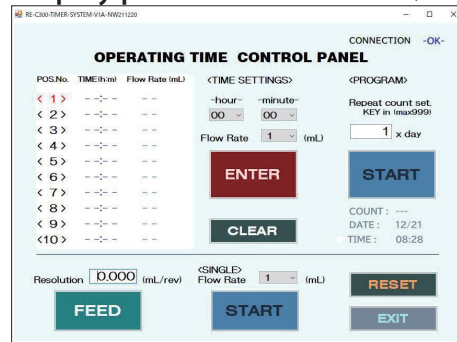 RE-C300-TIMER-SYSTEM-V1A-NW211220
CONNECTION -OK-
OPERATING TIME CONTROL PANEL
POS.No. TIME(h:m) Flow Rate (mL)
<TIME SETTINGS>
<PROGRAM>
< 1 > --:-- --
< 2 > --:-- --
< 3 > --:-- --
< 4 > --:-- --
< 5 > --:-- --
< 6 > --:-- --
< 7 > --:-- --
< 8 > --:-- --
< 9 > --:-- --
<10 > --:-- --
-hour- -minute-
00 00
Flow Rate 1 (mL)
ENTER
CLEAR
Repeat count set.
KEY in (max999)
1 x day
START
COUNT : ---
DATE : 12/21
TIME : 08:28
Resolution 0.000 (mL/rev)
FEED
<SINGLE>
Flow Rate 1 (mL)
START
RESET
EXIT